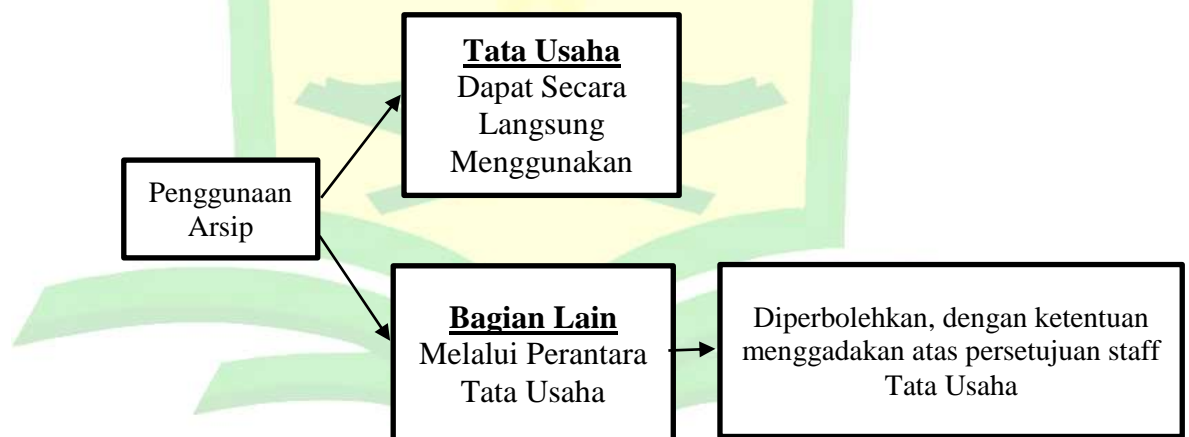 Tata Usaha
Dapat Secara
Langsung
Menggunakan
Penggunaan
Arsip
Bagian Lain
Melalui Perantara
Tata Usaha
Diperbolehkan, dengan ketentuan
menggadakan atas persetujuan staff
Tata Usaha